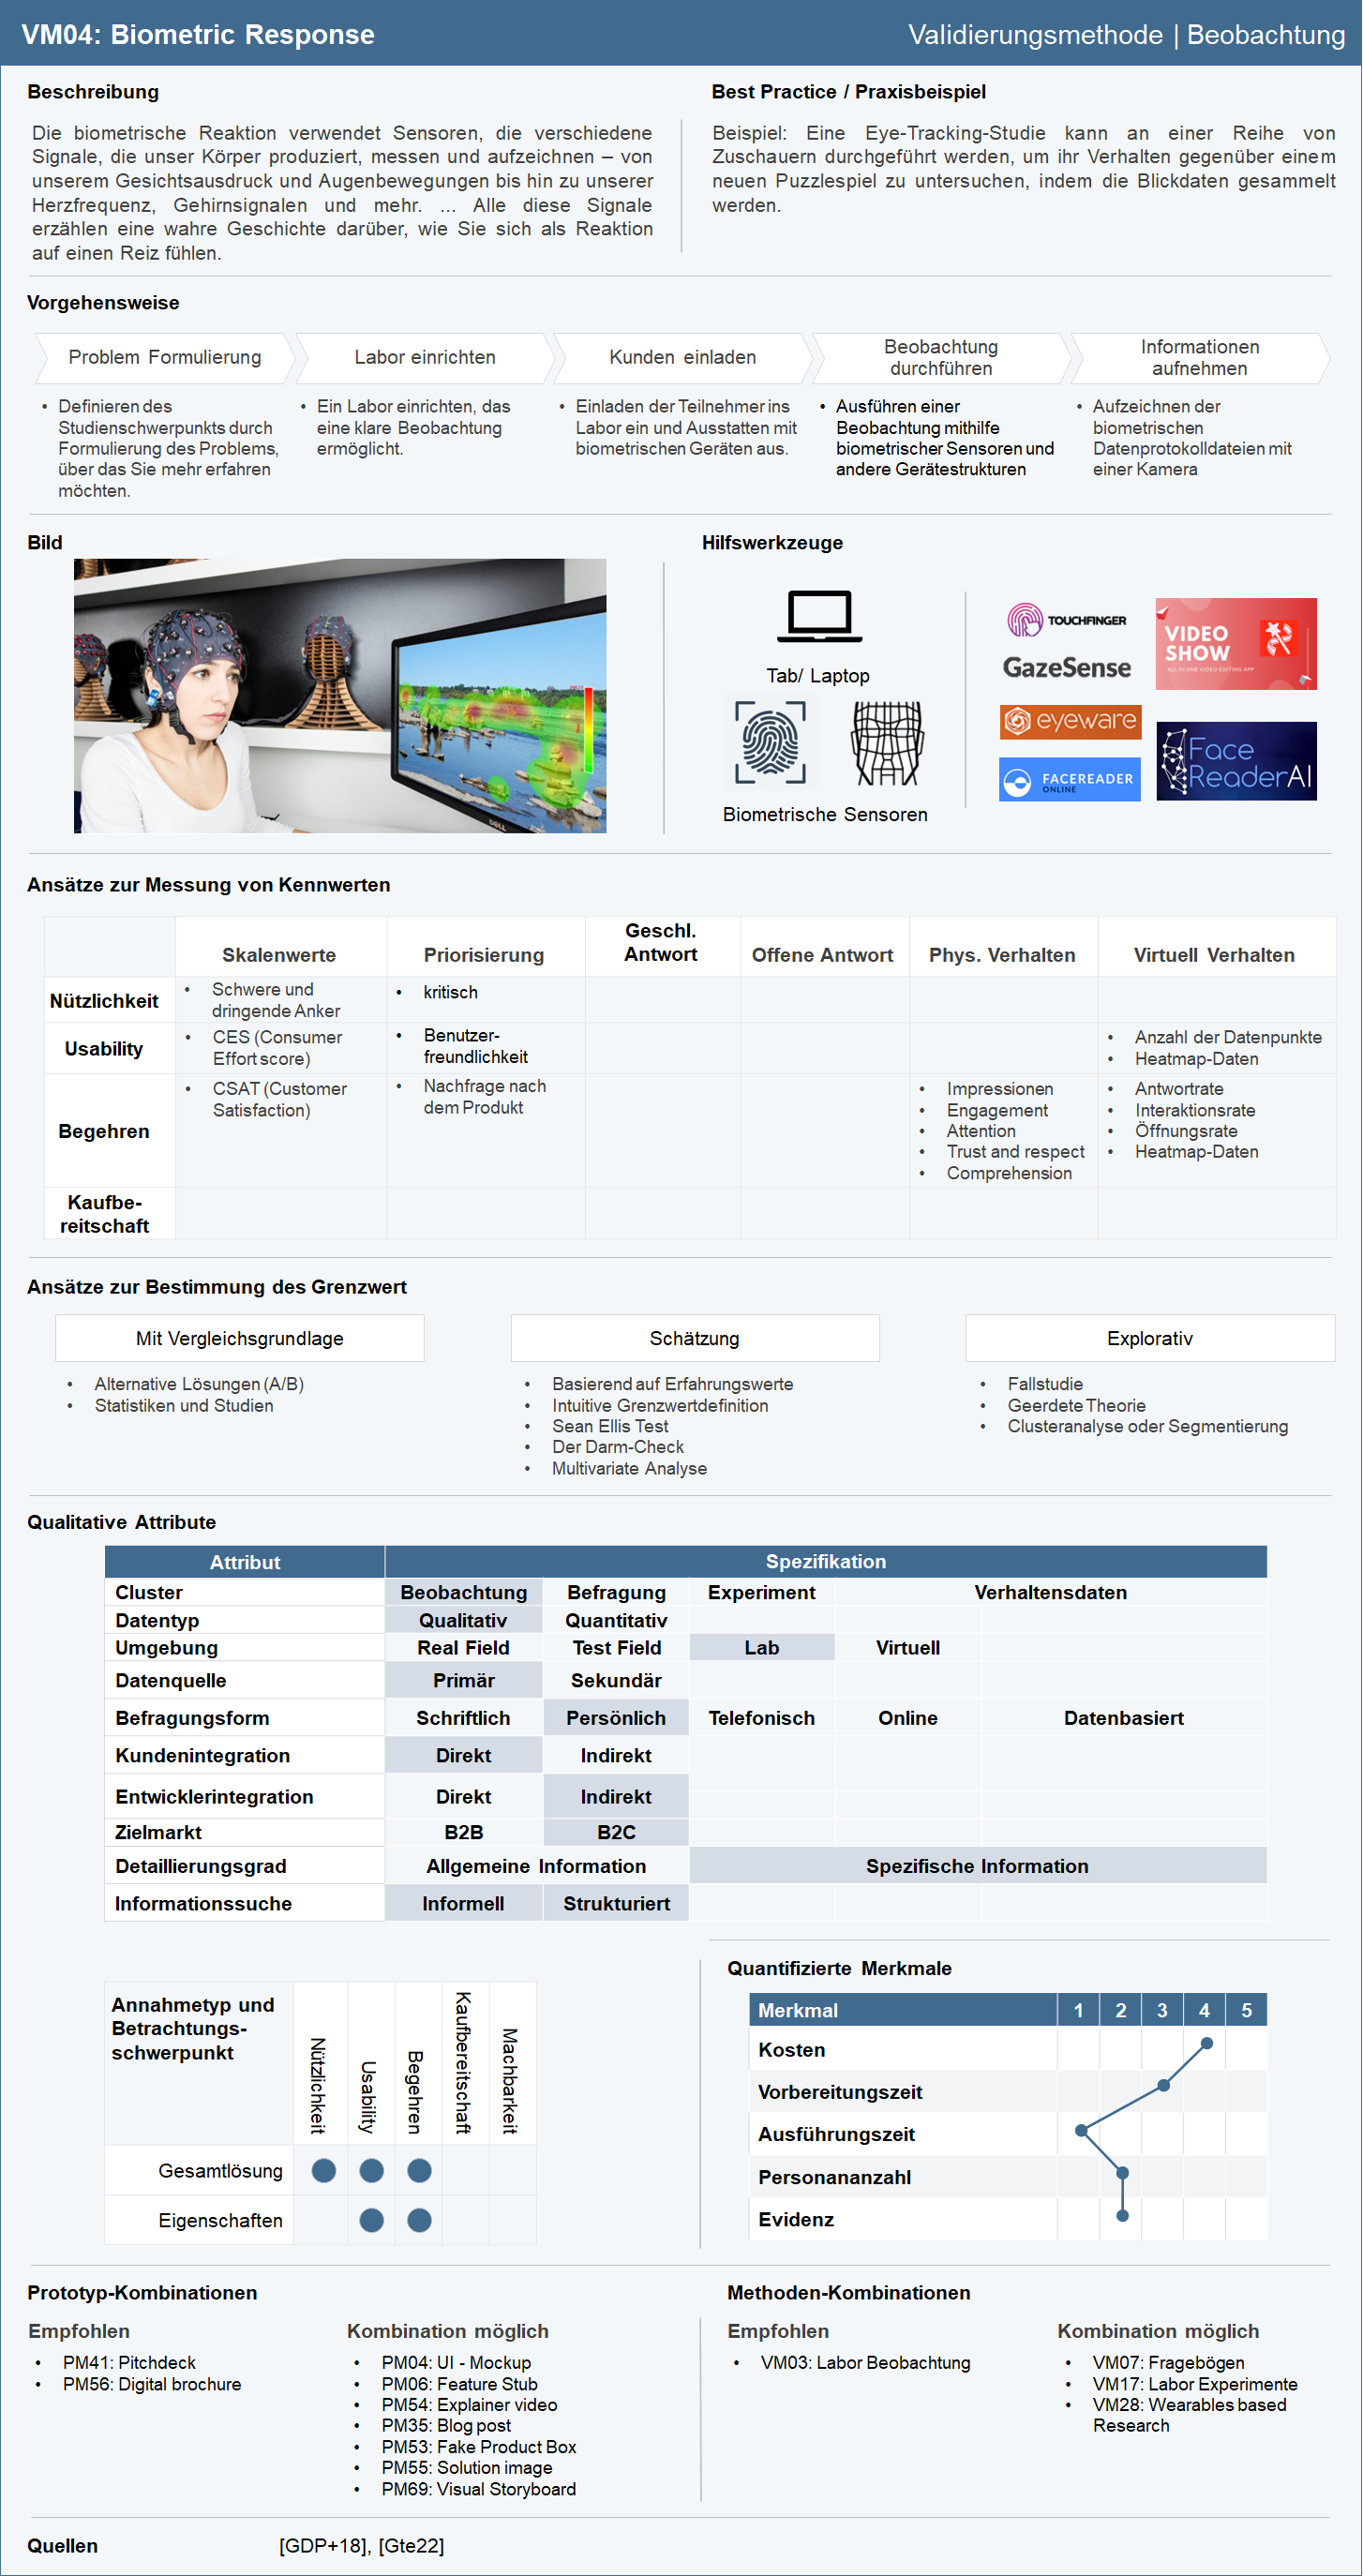 VM04: Biometric Response
Validierungsmethode | Beobachtung
Beschreibung
Die biometrische Reaktion verwendet Sensoren, die verschiedene
Signale, die unser Körper produziert, messen und aufzeichnen – von
unserem Gesichtsausdruck und Augenbewegungen bis hin zu unserer
Herzfrequenz, Gehirnsignalen und mehr. ... Alle diese Signale
erzählen eine wahre Geschichte darüber, wie Sie sich als Reaktion
auf einen Reiz fühlen.
Best Practice / Praxisbeispiel
Beispiel: Eine Eye-Tracking-Studie kann an einer Reihe von
Zuschauern durchgeführt werden, um ihr Verhalten gegenüber einem
neuen Puzzlespiel zu untersuchen, indem die Blickdaten gesammelt
werden.
Vorgehensweise
Problem Formulierung
• Definieren des
Studienschwerpunkts durch
Formulierung des Problems,
über das Sie mehr erfahren
möchten.
Labor einrichten
• Ein Labor einrichten, das
eine klare Beobachtung
ermöglicht.
Kunden einladen
• Einladen der Teilnehmer ins
Labor ein und Ausstatten mit
biometrischen Geräten aus.
Beobachtung
durchführen
• Ausführen einer
Beobachtung mithilfe
biometrischer Sensoren und
andere Gerätestrukturen
Informationen
aufnehmen
• Aufzeichnen der
biometrischen
Datenprotokolldateien mit
einer Kamera
Bild
DELL
Hilfswerkzeuge
Tab/ Laptop
Biometrische Sensoren
TOUCHFINGER
GazeSense
eyeware
FACEREADER
ONLINE
VIDEO
SHOW
ALL IN ONE VIDEO EDITING APP
Face
ReaderAI
Ansätze zur Messung von Kennwerten
Skalenwerte Priorisierung Geschl. Antwort Offene Antwort Phys. Verhalten Virtuell Verhalten
Nützlichkeit
• Schwere und
dringende Anker
• kritisch
Usability
• CES (Consumer
Effort score)
• Benutzer-
freundlichkeit
• Anzahl der Datenpunkte
• Heatmap-Daten
Begehren
• CSAT (Customer
Satisfaction)
• Nachfrage nach
dem Produkt
• Impressionen
• Engagement
• Attention
• Trust and respect
• Comprehension
• Antwortrate
• Interaktionsrate
• Öffnungsrate
• Heatmap-Daten
Kaufbe-
reitschaft
Ansätze zur Bestimmung des Grenzwert
Mit Vergleichsgrundlage
• Alternative Lösungen (A/B)
• Statistiken und Studien
Schätzung
• Basierend auf Erfahrungswerte
• Intuitive Grenzwertdefinition
• Sean Ellis Test
• Der Darm-Check
• Multivariate Analyse
Explorativ
• Fallstudie
• Geerdete Theorie
• Clusteranalyse oder Segmentierung
Qualitative Attribute
Attribut Spezifikation
Cluster Beobachtung Befragung Experiment Verhaltensdaten
Datentyp Qualitativ Quantitativ
Umgebung Real Field Test Field Lab Virtuell
Datenquelle Primär Sekundär
Befragungsform Schriftlich Persönlich Telefonisch Online Datenbasiert
Kundenintegration Direkt Indirekt
Entwicklerintegration Direkt Indirekt
Zielmarkt B2B B2C
Detaillierungsgrad Allgemeine Information Spezifische Information
Informationssuche Informell Strukturiert
Annahmetyp und
Betrachtungs-
schwerpunkt
Nützlichkeit
Usability
Begehren
Kaufbereitschaft
Machbarkeit
Gesamtlösung
Eigenschaften
Quantifizierte Merkmale
Merkmal 1 2 3 4 5
Kosten
Vorbereitungszeit
Ausführungszeit
Personananzahl
Evidenz
Prototyp-Kombinationen
Empfohlen
• PM41: Pitchdeck
• PM56: Digital brochure
Kombination möglich
• PM04: UI - Mockup
• PM06: Feature Stub
• PM54: Explainer video
• PM35: Blog post
• PM53: Fake Product Box
• PM55: Solution image
• PM69: Visual Storyboard
Methoden-Kombinationen
Empfohlen
• VM03: Labor Beobachtung
Kombination möglich
• VM07: Fragebögen
• VM17: Labor Experimente
• VM28: Wearables based
Research
Quellen
[GDP+18], [Gte22]